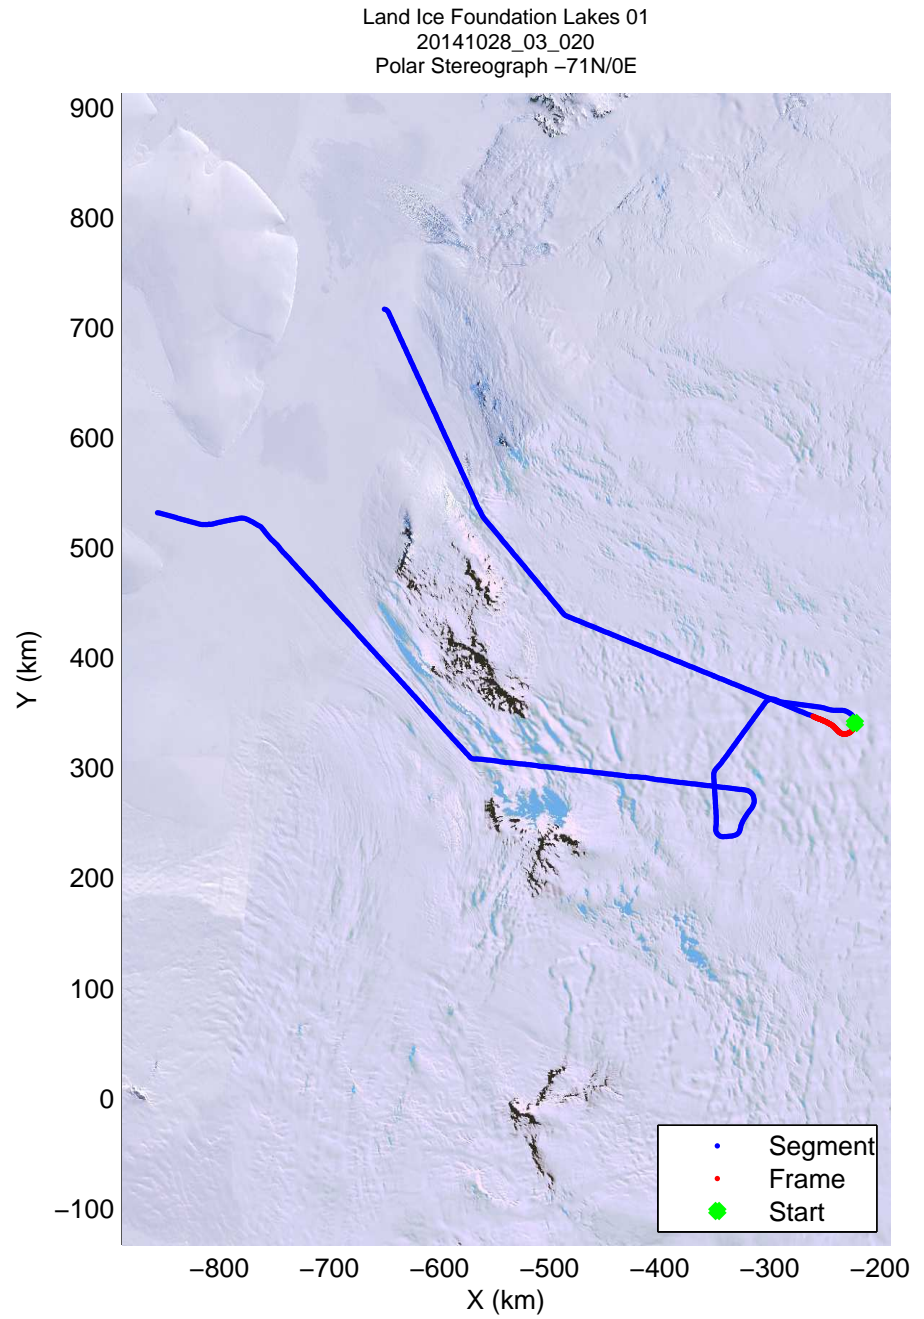 Land Ice Foundation Lakes 01
20141028_03_020
Polar Stereograph −71N/0E
900
800
700
600
500
400
300
200
100
0
−100
Y (km)
−800 −700 −600 −500 −400 −300 −200
X (km)
Segment
Frame
Start